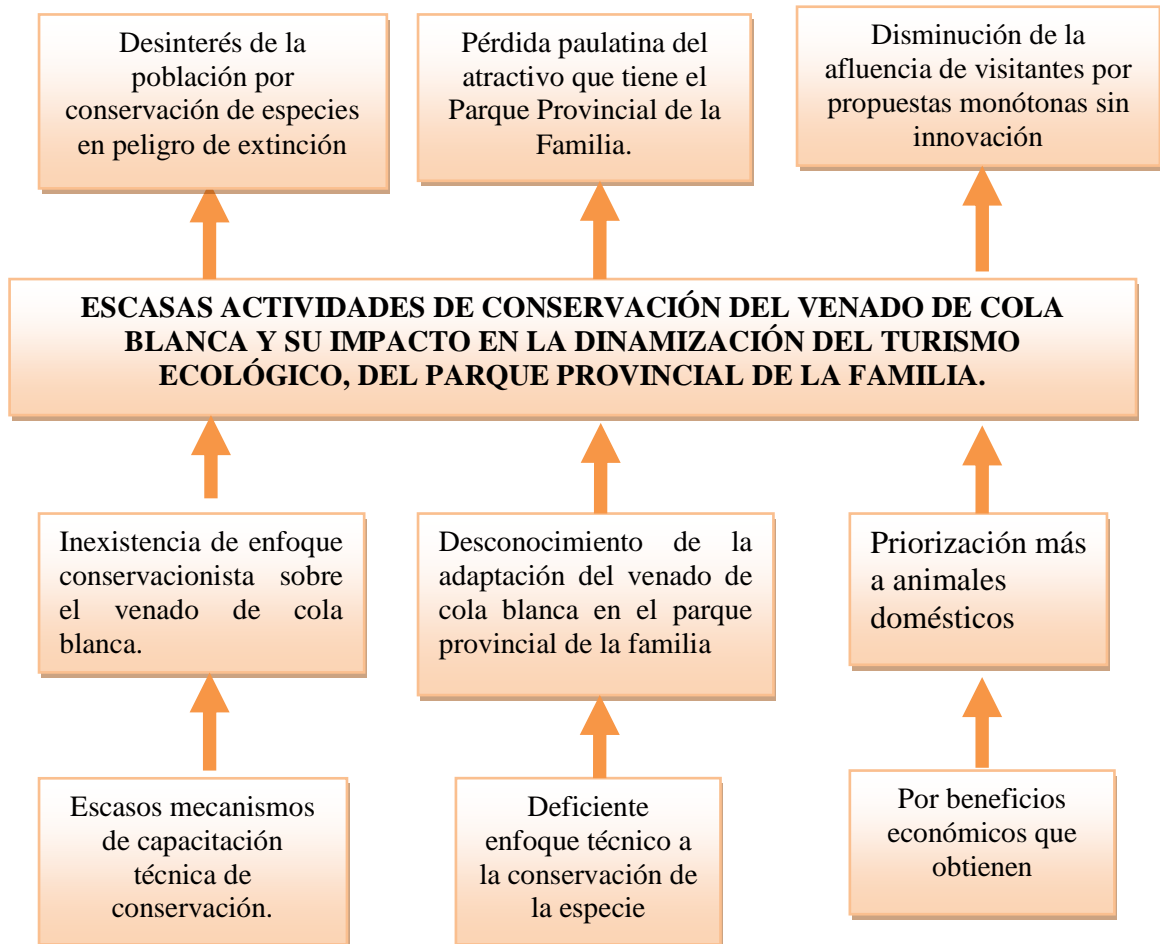 Desinterés de la
población por
conservación de especies
en peligro de extinción
Pérdida paulatina del
atractivo que tiene el
Parque Provincial de la
Familia.
Disminución de la
afluencia de visitantes por
propuestas monótonas sin
innovación
ESCASAS ACTIVIDADES DE CONSERVACIÓN DEL VENADO DE COLA
BLANCA Y SU IMPACTO EN LA DINAMIZACIÓN DEL TURISMO
ECOLÓGICO, DEL PARQUE PROVINCIAL DE LA FAMILIA.
Inexistencia de enfoque
conservacionista sobre
el venado de cola
blanca.
Desconocimiento de la
adaptación del venado de
cola blanca en el parque
provincial de la familia
Priorización más
a animales
domésticos
Escasos mecanismos
de capacitación
técnica de
conservación.
Deficiente
enfoque técnico a
la conservación de
la especie
Por beneficios
económicos que
obtienen